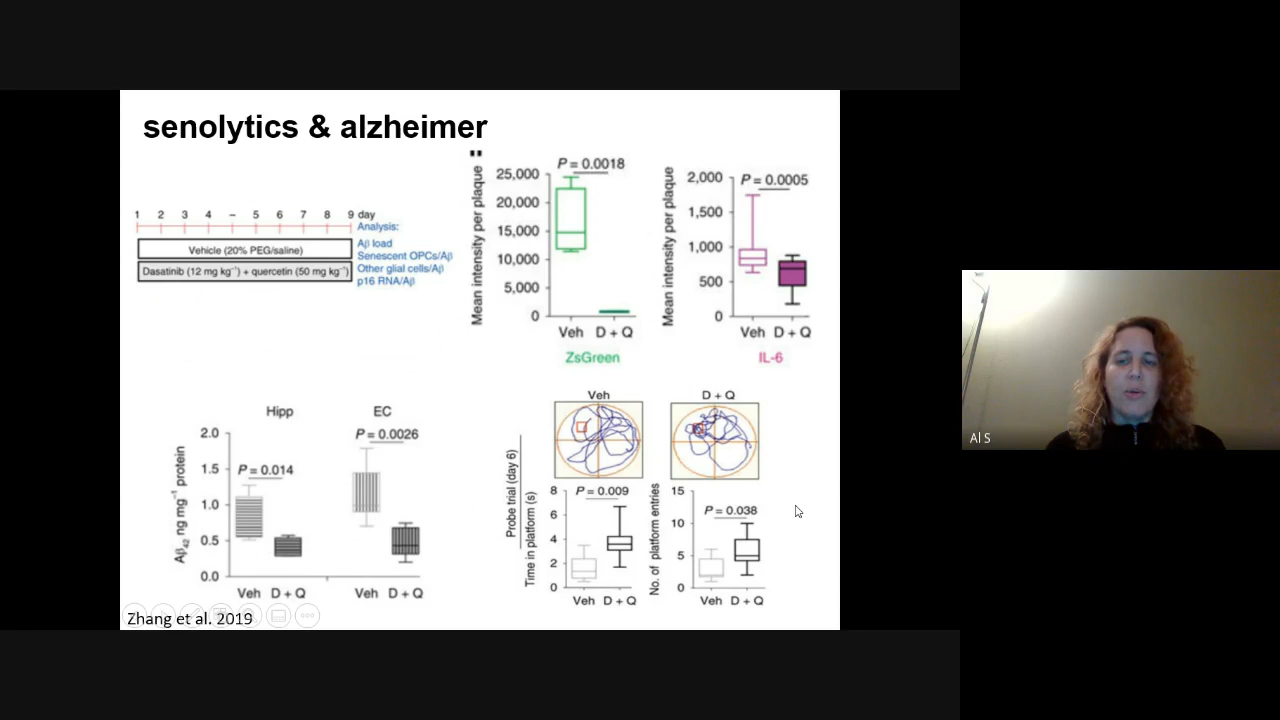 senolytics & alzheimer
1 2 3 4 – 5 6 7 8 9 day
Analysis:
Vehicle (20% PEG/saline)
Dasatinib (12 mg kg⁻¹) + quercetin (50 mg kg⁻¹)
Aβ load
Senescent OPCs/Aβ
Other glial cells/Aβ
p16 RNA/Aβ
Mean intensity per plaque
P = 0.0018
25,000
20,000
15,000
10,000
5,000
0
Veh D + Q
ZsGreen
Mean intensity per plaque
P = 0.0005
2,000
1,500
1,000
500
0
Veh D + Q
IL-6
Al S
Hipp EC
Aβ42 ng mg⁻¹ protein
2.0
1.5
1.0
0.5
0.0
P = 0.014
P = 0.0026
Veh D + Q Veh D + Q
Veh D + Q
Probe trial (day 6)
Time in platform (s)
8
6
4
2
0
P = 0.009
Veh D + Q
No. of platform entries
15
10
5
0
P = 0.038
Veh D + Q
Zhang et al. 2019